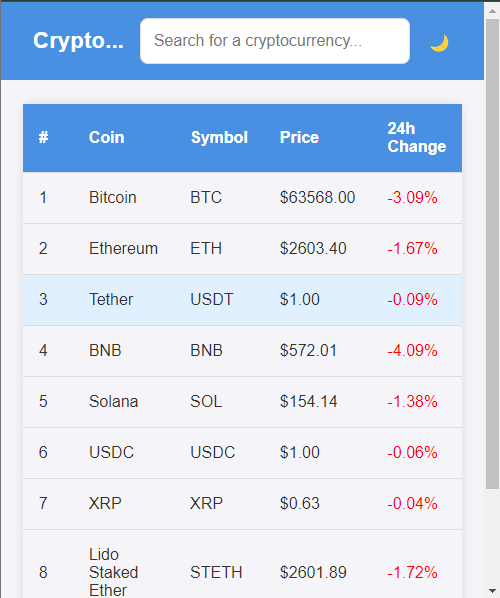 Crypto... Search for a cryptocurrency...
# Coin Symbol Price 24h Change
1 Bitcoin BTC $63568.00 -3.09%
2 Ethereum ETH $2603.40 -1.67%
3 Tether USDT $1.00 -0.09%
4 BNB BNB $572.01 -4.09%
5 Solana SOL $154.14 -1.38%
6 USDC USDC $1.00 -0.06%
7 XRP XRP $0.63 -0.04%
8 Lido Staked Ether STETH $2601.89 -1.72%